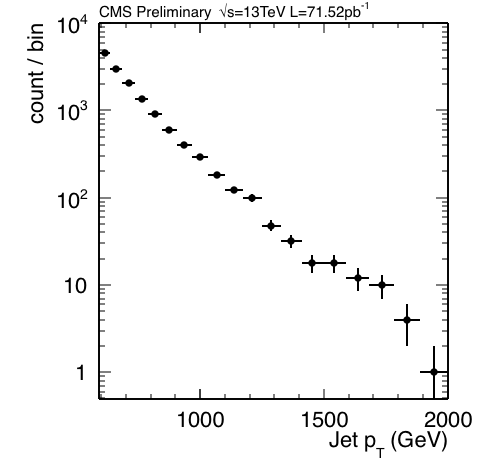 CMS Preliminary √s=13TeV L=71.52pb⁻¹
count / bin
10⁴
10³
10²
10
1
1000 1500 2000
Jet p_T (GeV)